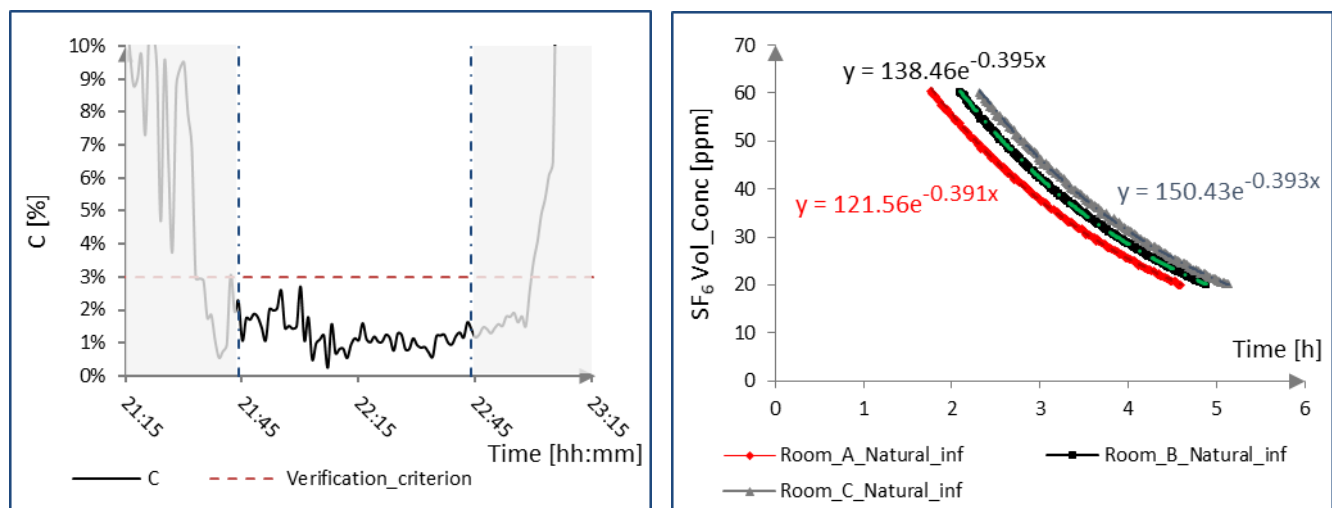 10%
9%
8%
7%
6%
5%
4%
3%
2%
1%
0%
C [%]
21:15
21:45
22:15
22:45
23:15
Time [hh:mm]
C
Verification_criterion
70
60
50
40
30
20
10
0
SF₆ Vol_Conc [ppm]
y = 138.46e^-0.395x
y = 121.56e^-0.391x
y = 150.43e^-0.393x
Time [h]
0 1 2 3 4 5 6
Room_A_Natural_inf Room_B_Natural_inf
Room_C_Natural_inf